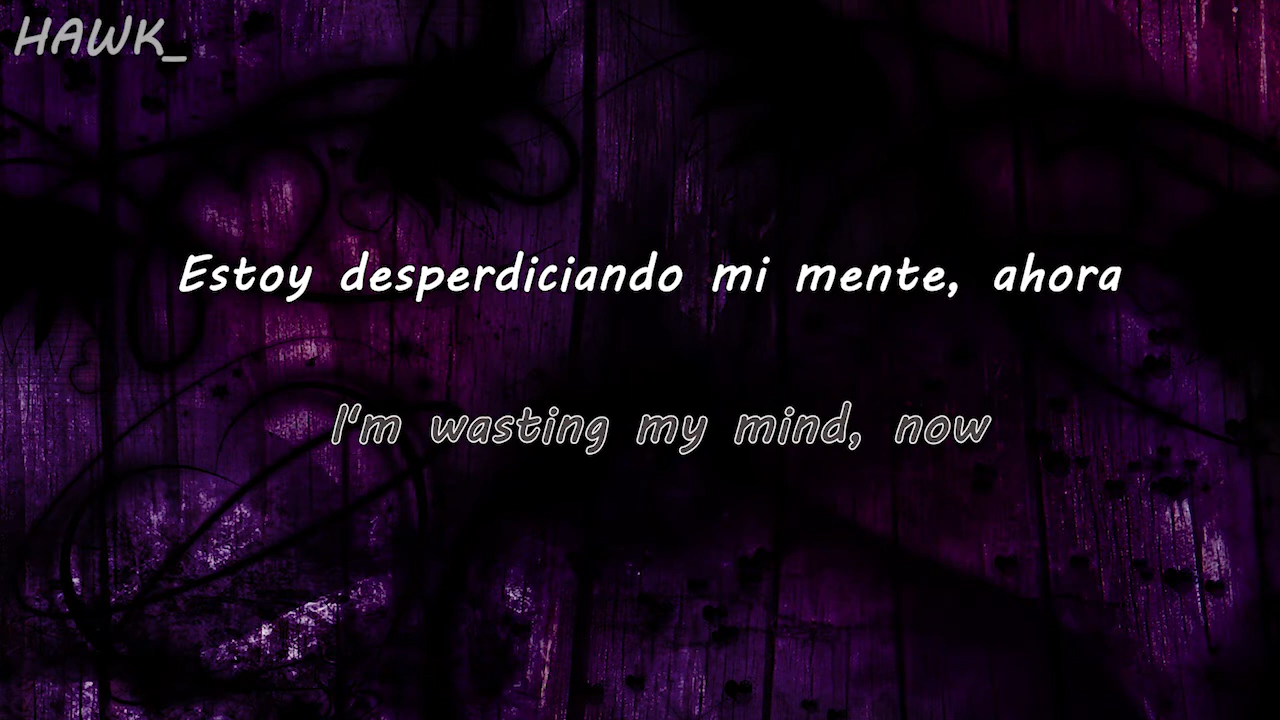 HAWK_
Estoy desperdiciando mi mente, ahora
I'm wasting my mind, now